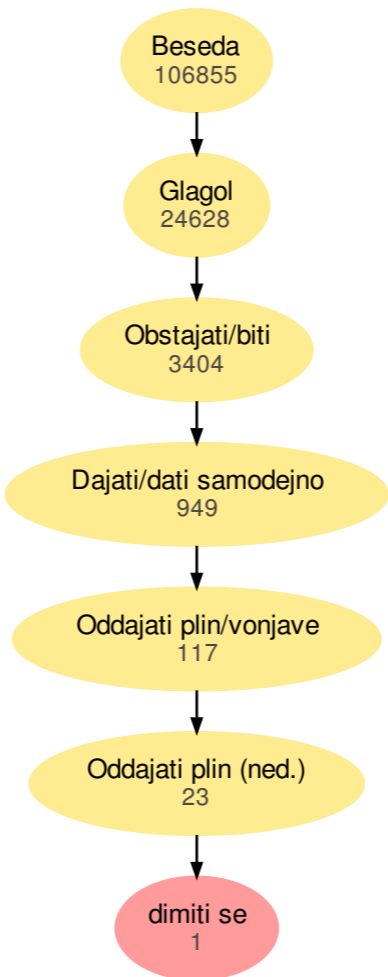 Beseda
106855
Glagol
24628
Obstajati/biti
3404
Dajati/dati samodejno
949
Oddajati plin/vonjave
117
Oddajati plin (ned.)
23
dimiti se
1